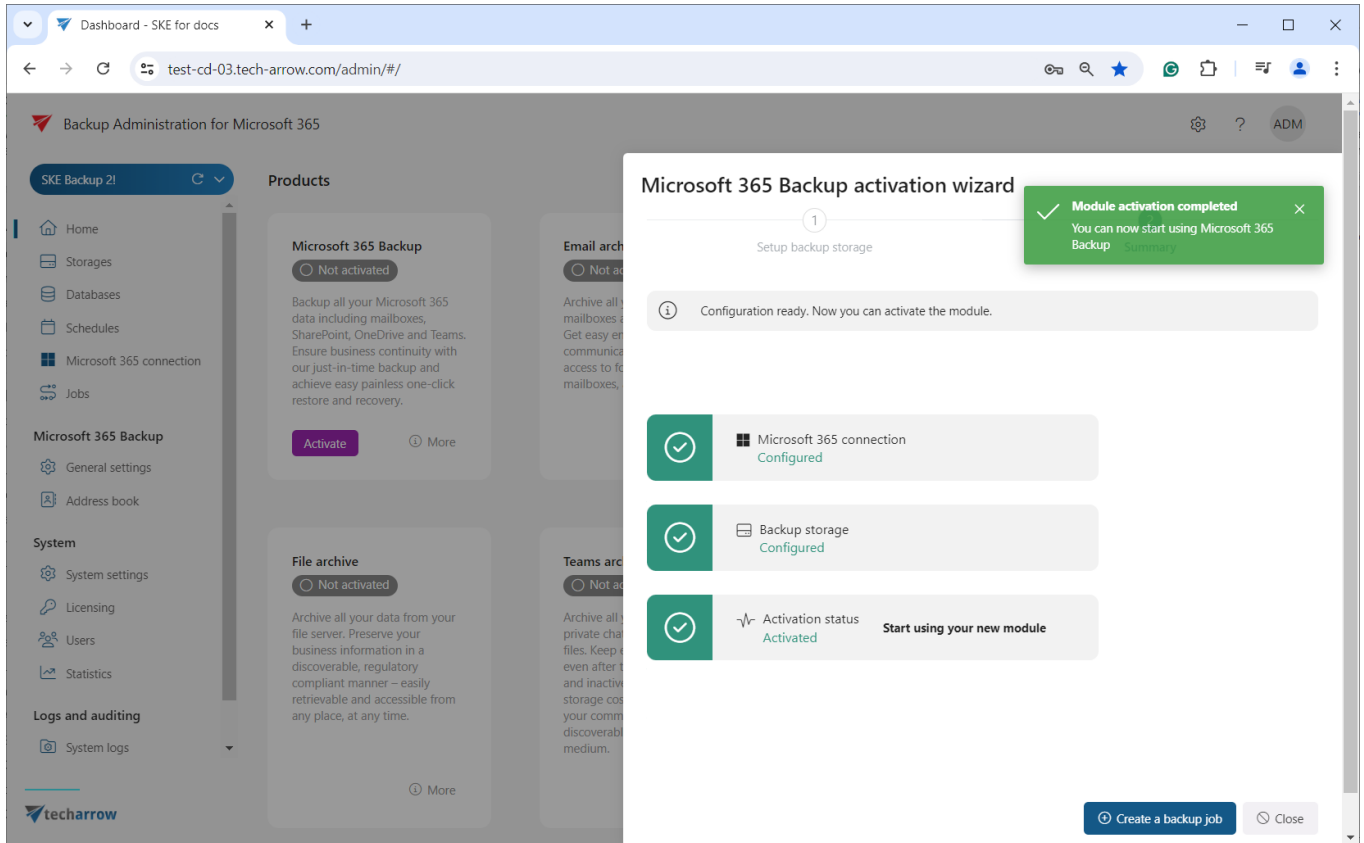 Dashboard - SKE for docs
test-cd-03.tech-arrow.com/admin/#/
Backup Administration for Microsoft 365
ADM
SKE Backup 2!
Home
Storages
Databases
Schedules
Microsoft 365 connection
Jobs
Microsoft 365 Backup
General settings
Address book
System
System settings
Licensing
Users
Statistics
Logs and auditing
System logs
techarrow
Products
Microsoft 365 Backup
Not activated
Backup all your Microsoft 365
data including mailboxes,
SharePoint, OneDrive and Teams.
Ensure business continuity with
our just-in-time backup and
achieve easy painless one-click
restore and recovery.
Activate
More
Email arch
Not ac
Archive all
mailboxes
Get easy
access to
mailboxes,
File archive
Not activated
Archive all your data from your
file server. Preserve your
business information in a
discoverable, regulatory
compliant manner – easily
retrievable and accessible from
any place, at any time.
More
Teams arc
Not ac
Archive all
private
files. Keep
even after
and
storage
your comm
medium.
Microsoft 365 Backup activation wizard
1
Setup backup storage
2
Summary
Module activation completed
You can now start using Microsoft 365
Backup
Configuration ready. Now you can activate the module.
Microsoft 365 connection
Configured
Backup storage
Configured
Activation status
Activated
Start using your new module
Create a backup job
Close